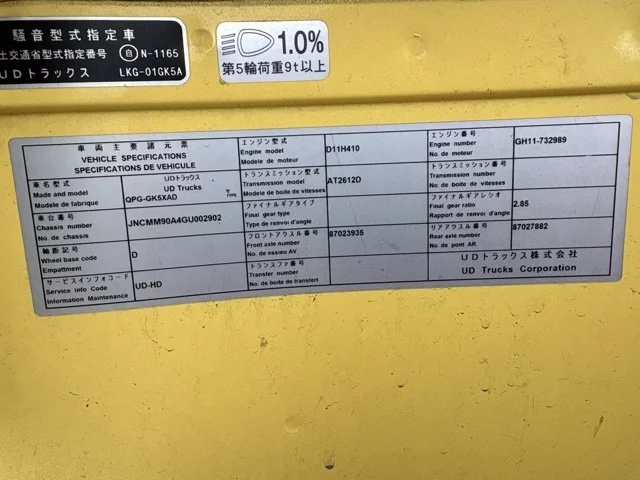 騒音型式指定車
土交通省型式指定番号 自 N-1165
UDトラックス LKG-01GK5A
1.0%
第5輪荷重9t以上
車両主要諸元票
VEHICLE SPECIFICATIONS
SPECIFICATIONS DE VEHICULE
車名型式
Made and model
Modele de fabrique
UDトラックス
UD Trucks
QPG-GK5XAD
車台番号
Chassis number
No. de chassis
JNCMM90A4GU002902
軸距記号
Wheel base code
Empattment
D
サービスインフォコード
Service info Code
Information Maintenance
UD-HD
エンジン型式
Engine model
Modele de moteur
D11H410
トランスミッション型式
Transmission model
Modele de boite de vitesses
AT2612D
ファイナルギアタイプ
Final gear type
Type de renvoi d'angle
フロントアクスル番号
Front axle number
No. de essieu AV.
87023935
トランスファ番号
Transfer number
No. de boite de transfert
エンジン番号
Engine number
No. de moteur
GH11-732989
トランスミッション番号
Transmission number
No. de boite de vitesses
ファイナルギアレシオ
Final gear ratio
Rapport de renvoi d'angle
2.85
リアアクスル番号
Rear axle number
No. de pont AR.
87027882
UDトラックス株式会社
UD Trucks Corporation